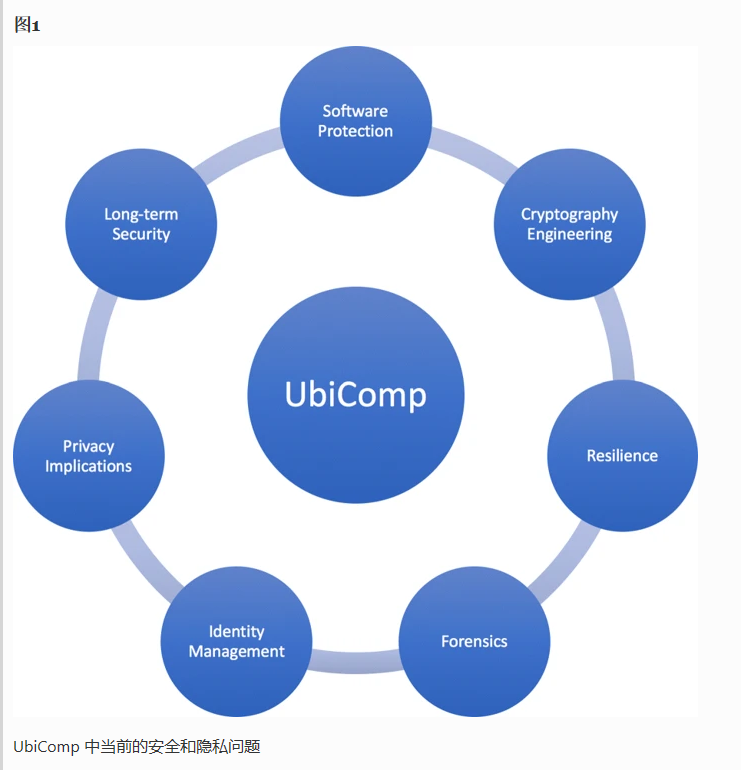 图1
Software
Protection
Long-term
Security
Cryptography
Engineering
UbiComp
Privacy
Implications
Resilience
Identity
Management
Forensics
UbiComp 中当前的安全和隐私问题